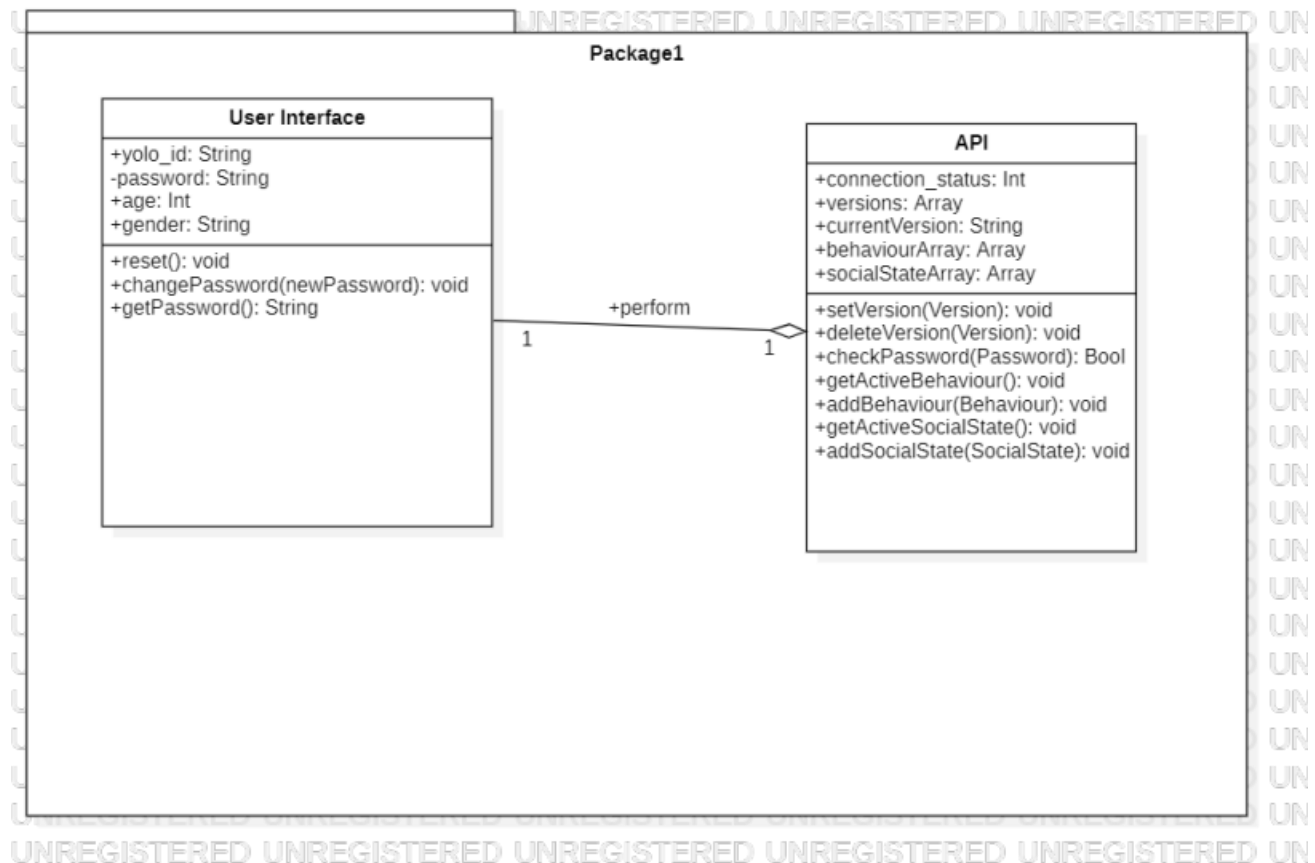 UNREGISTERED UNREGISTERED UN
Package1
User Interface
+yolo_id: String
-password: String
+age: Int
+gender: String
+reset(): void
+changePassword(newPassword): void
+getPassword(): String
+perform
1
1
API
+connection_status: Int
+versions: Array
+currentVersion: String
+behaviourArray: Array
+socialStateArray: Array
+setVersion(Version): void
+deleteVersion(Version): void
+checkPassword(Password): Bool
+getActiveBehaviour(): void
+addBehaviour(Behaviour): void
+getActiveSocialState(): void
+addSocialState(SocialState): void
UNREGISTERED UNREGISTERED UNREGISTERED UNREGISTERED UNREGISTERED UN